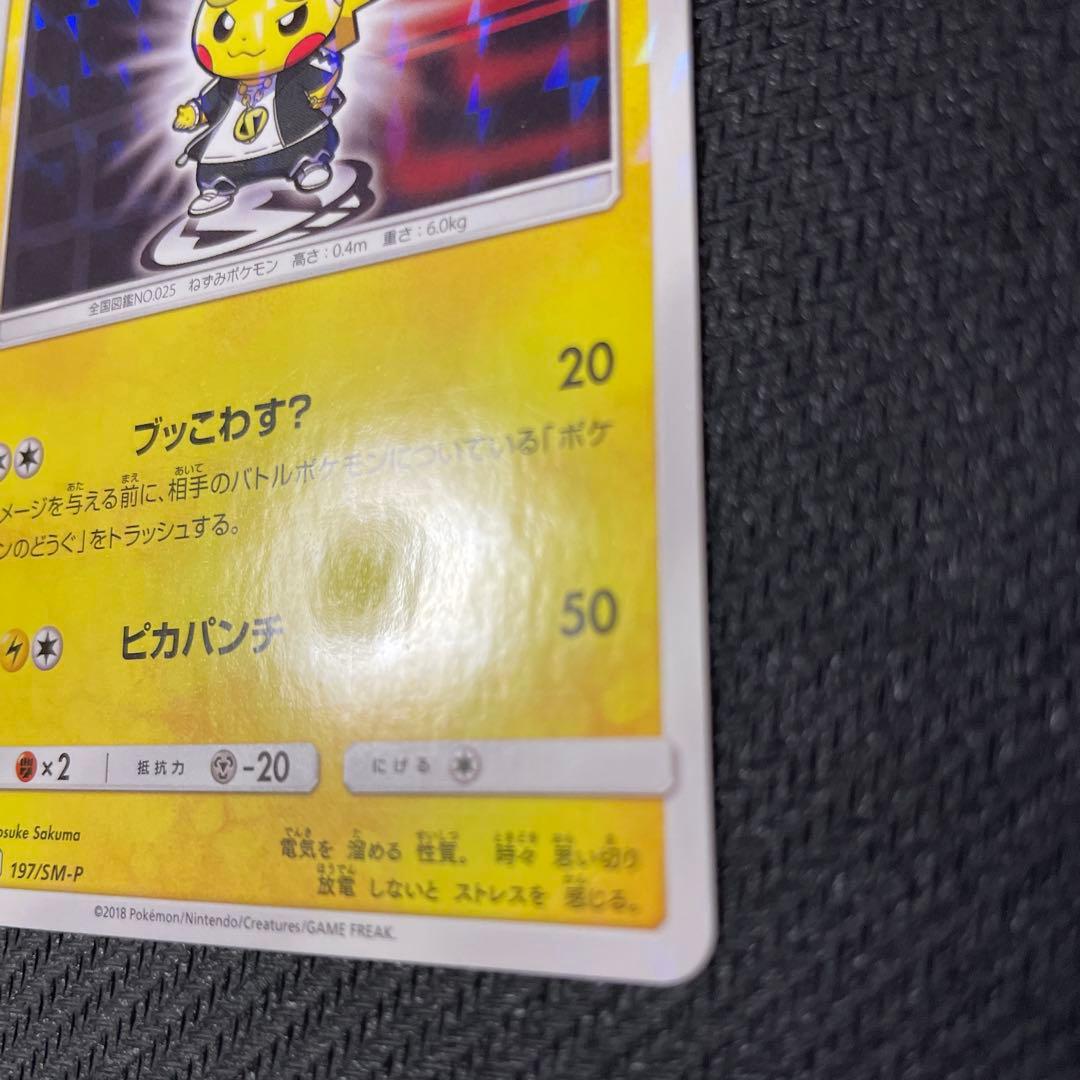 全国図鑑NO.025 ねずみポケモン 高さ:0.4m 重さ:6.0kg
ブッこわす? 20
メージを与える前に、相手のバトルポケモンについている「ポケ
ンのどうぐ」をトラッシュする。
ピカパンチ 50
×2 抵抗力 -20 にげる
osuke Sakuma
電気を 溜める 性質。 時々 思い切り
197/SM-P
放電 しないと ストレスを 感じる。
©2018 Pokémon/Nintendo/Creatures/GAME FREAK.